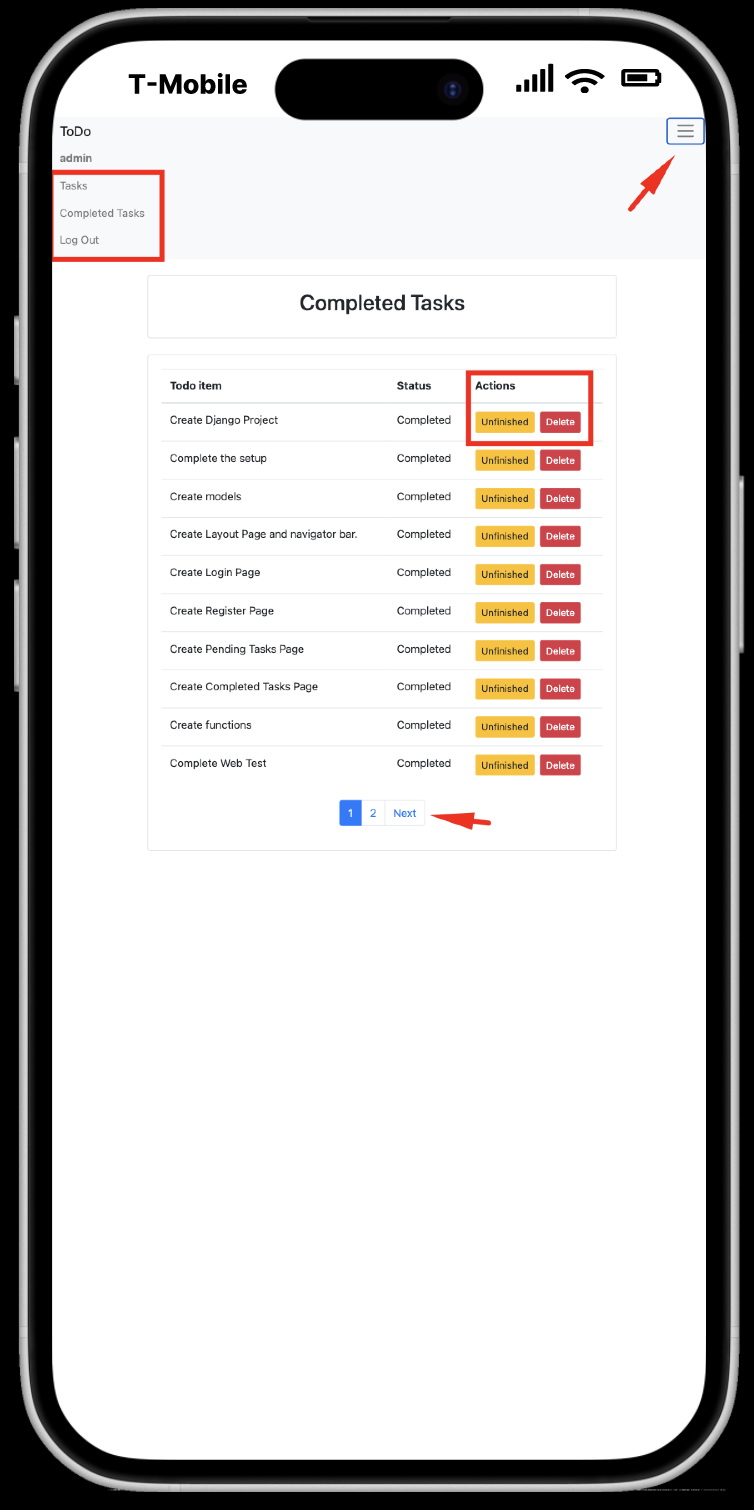 T-Mobile
ToDo
admin
Tasks
Completed Tasks
Log Out
Completed Tasks
Todo item Status Actions
Create Django Project Completed Unfinished Delete
Complete the setup Completed Unfinished Delete
Create models Completed Unfinished Delete
Create Layout Page and navigator bar. Completed Unfinished Delete
Create Login Page Completed Unfinished Delete
Create Register Page Completed Unfinished Delete
Create Pending Tasks Page Completed Unfinished Delete
Create Completed Tasks Page Completed Unfinished Delete
Create functions Completed Unfinished Delete
Complete Web Test Completed Unfinished Delete
1 2 Next